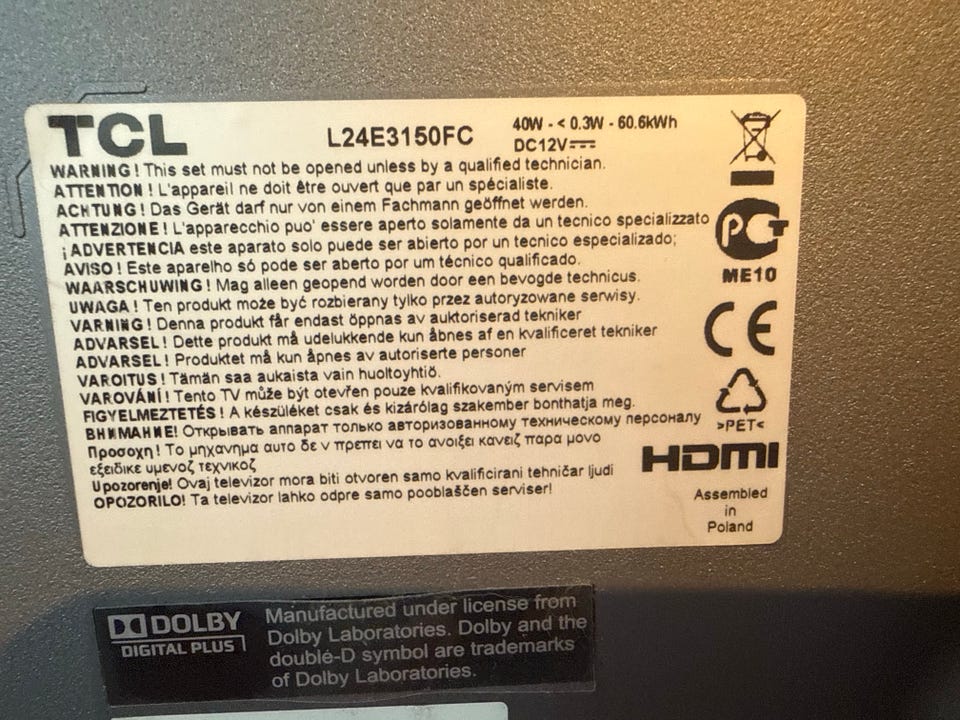 TCL
L24E3150FC
40W - < 0.3W - 60.6kWh
DC12V
WARNING! This set must not be opened unless by a qualified technician.
ATTENTION! L'appareil ne doit être ouvert que par un spécialiste.
ACHTUNG! Das Gerät darf nur von einem Fachmann geöffnet werden.
ATTENZIONE! L'apparecchio puo' essere aperto solamente da un tecnico specializzato
¡ADVERTENCIA este aparato solo puede ser abierto por un tecnico especializado;
AVISO! Este aparelho só pode ser aberto por um técnico qualificado.
WAARSCHUWING! Mag alleen geopend worden door een bevogde technicus.
UWAGA! Ten produkt może być rozbierany tylko przez autoryzowane serwisy.
VARNING! Denna produkt får endast öppnas av auktoriserad tekniker
ADVARSEL! Dette produkt må udelukkende kun åbnes af en kvalificeret tekniker
ADVARSEL! Produktet må kun åpnes av autoriserte personer
VAROITUS! Tämän saa aukaista vain huoltoyhtiö.
VAROVÁNÍ! Tento TV může být otevřen pouze kvalifikovaným servisem
FIGYELMEZTETÉS! A készüléket csak és kizárólag szakember bonthatja meg.
ВНИМАНИЕ! Открывать аппарат только авторизованному техническому персоналу
Προσοχη! Το μηχανημα αυτο δε ν πρεπει να το ανοιξει κανειζ παρα μονο
εξειδικε υμενοζ τεχνικοζ
Upozorenje! Ovaj televizor mora biti otvoren samo kvalificirani tehničar ljudi
OPOZORILO! Ta televizor lahko odpre samo pooblaščen serviser!
PCT
ME10
CE
>PET<
HDMI
Assembled
in
Poland
DOLBY
DIGITAL PLUS
Manufactured under license from
Dolby Laboratories. Dolby and the
double-D symbol are trademarks
of Dolby Laboratories.